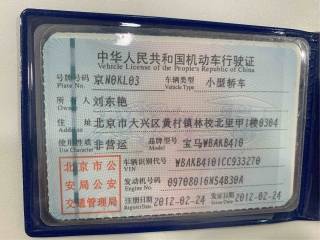 中华人民共和国机动车行驶证
Vehicle License of the People's Republic of China
号牌号码 京N0KL03 车辆类型 小型轿车
Plate No. Vehicle Type
所有人 刘东艳
Owner
住址 北京市大兴区黄村镇林校北里甲1楼0304
Address
使用性质 非营运 品牌型号 宝马WBAKB410
Use Character Model
北京市公安局公安交通管理局
车辆识别代号 WBAKB4101CC933270
VIN
发动机号码 09708016N54B30A
Engine No.
注册日期 2012-02-24 发证日期 2012-02-24
Register Date Issue Date